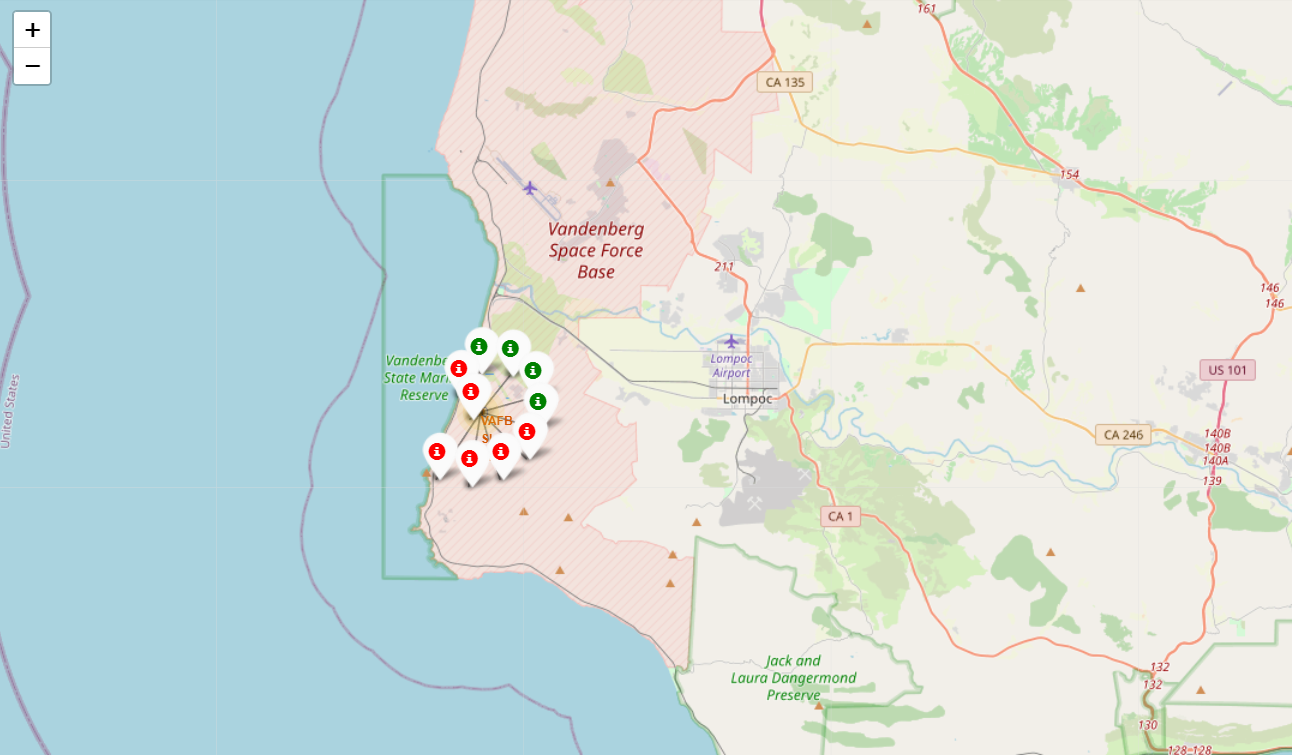 +
−
161
CA 135
154
Vandenberg
Space Force
Base
211
146
146
United States
State
Reserve
Lompoc
Airport
US 101
Lompoc
VAFB
CA 246
140B
140B
140A
139
CA 1
Jack and
Laura Dangermond
Preserve
132
132
130
128-128